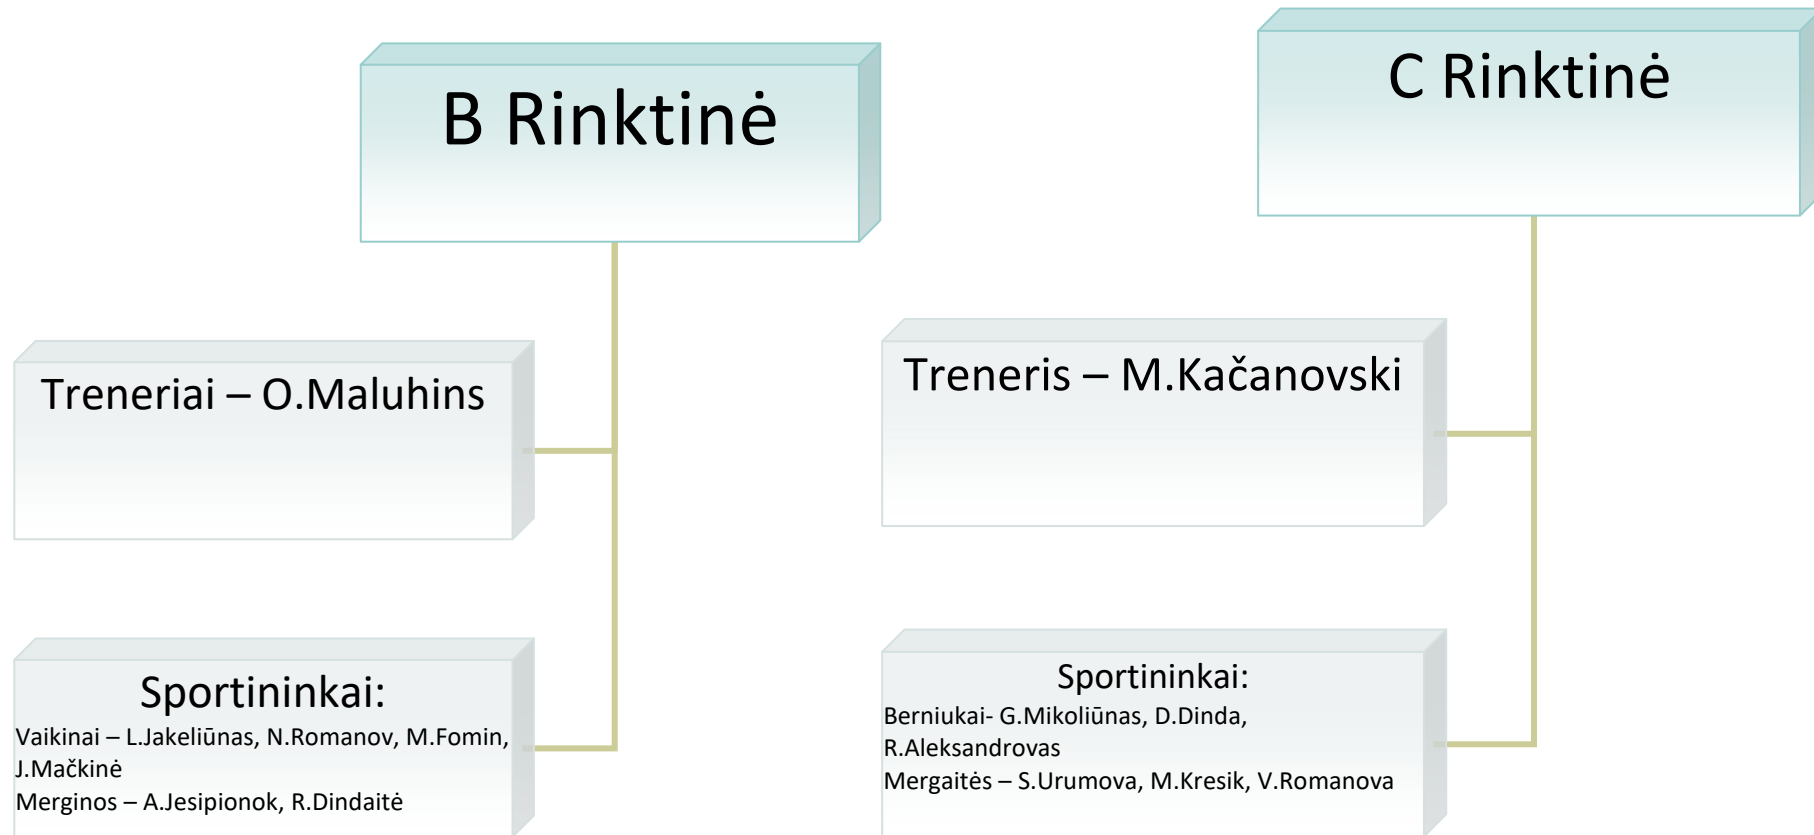 B Rinktinė
Treneriai – O.Maluhins
Sportininkai:
Vaikinai – L.Jakeliūnas, N.Romanov, M.Fomin,
J.Mačkinė
Merginos – A.Jesipionok, R.Dindaitė
C Rinktinė
Treneris – M.Kačanovski
Sportininkai:
Berniukai- G.Mikoliūnas, D.Dinda,
R.Aleksandrovas
Mergaitės – S.Urumova, M.Kresik, V.Romanova